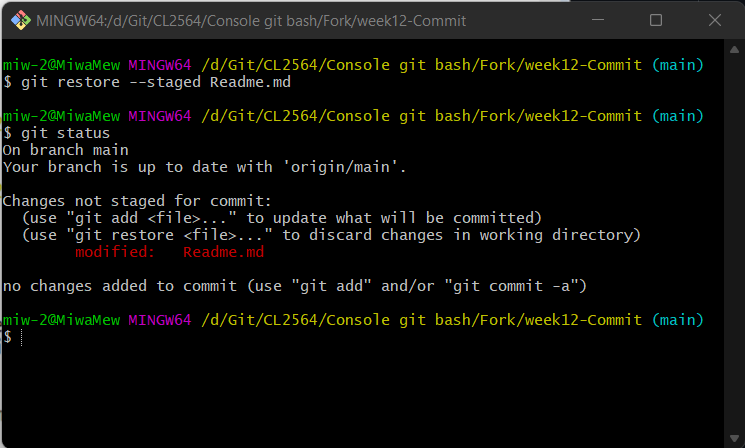 MINGW64:/d/Git/CL2564/Console git bash/Fork/week12-Commit
miw-2@MiwaMew MINGW64 /d/Git/CL2564/Console git bash/Fork/week12-Commit (main)
$ git restore --staged Readme.md
miw-2@MiwaMew MINGW64 /d/Git/CL2564/Console git bash/Fork/week12-Commit (main)
$ git status
On branch main
Your branch is up to date with 'origin/main'.
Changes not staged for commit:
  (use "git add <file>..." to update what will be committed)
  (use "git restore <file>..." to discard changes in working directory)
        modified:   Readme.md
no changes added to commit (use "git add" and/or "git commit -a")
miw-2@MiwaMew MINGW64 /d/Git/CL2564/Console git bash/Fork/week12-Commit (main)
$